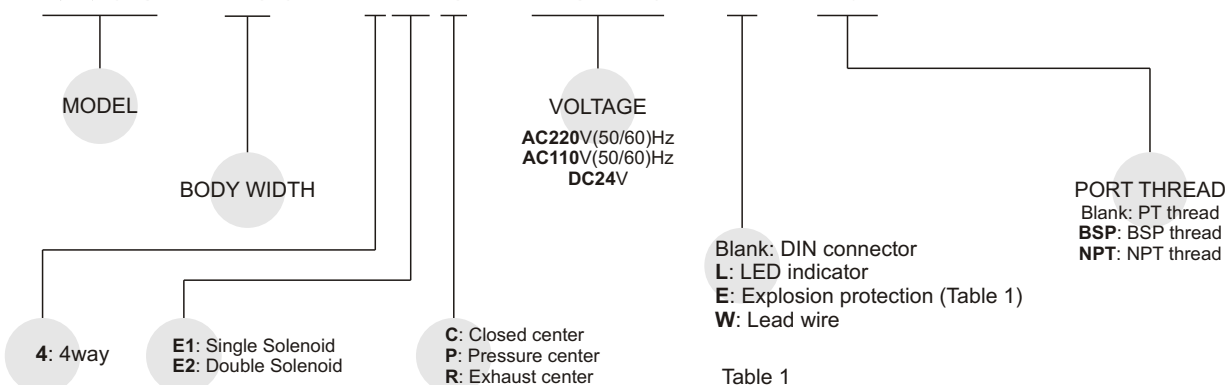 MODEL
BODY WIDTH
VOLTAGE
AC220V(50/60)Hz
AC110V(50/60)Hz
DC24V
PORT THREAD
Blank: PT thread
BSP: BSP thread
NPT: NPT thread
4: 4way
E1: Single Solenoid
E2: Double Solenoid
C: Closed center
P: Pressure center
R: Exhaust center
Blank: DIN connector
L: LED indicator
E: Explosion protection (Table 1)
W: Lead wire
Table 1